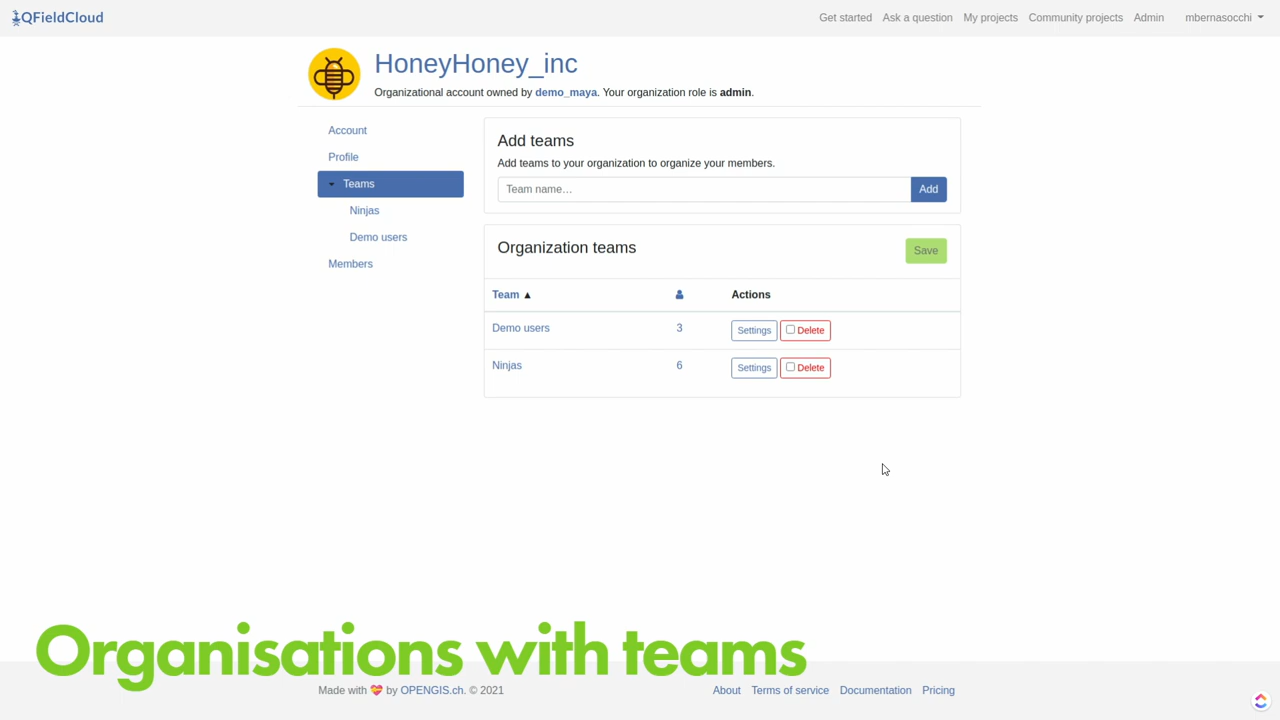 QFieldCloud
Get started Ask a question My projects Community projects Admin mbernasocchi
HoneyHoney_inc
Organizational account owned by demo_maya. Your organization role is admin.
Account
Profile
Teams
Ninjas
Demo users
Members
Add teams
Add teams to your organization to organize your members.
Team name…
Add
Organization teams
Save
Team ▲ Actions
Demo users 3 Settings Delete
Ninjas 6 Settings Delete
Organisations with teams
Made with 💝 by OPENGIS.ch. © 2021
About Terms of service Documentation Pricing